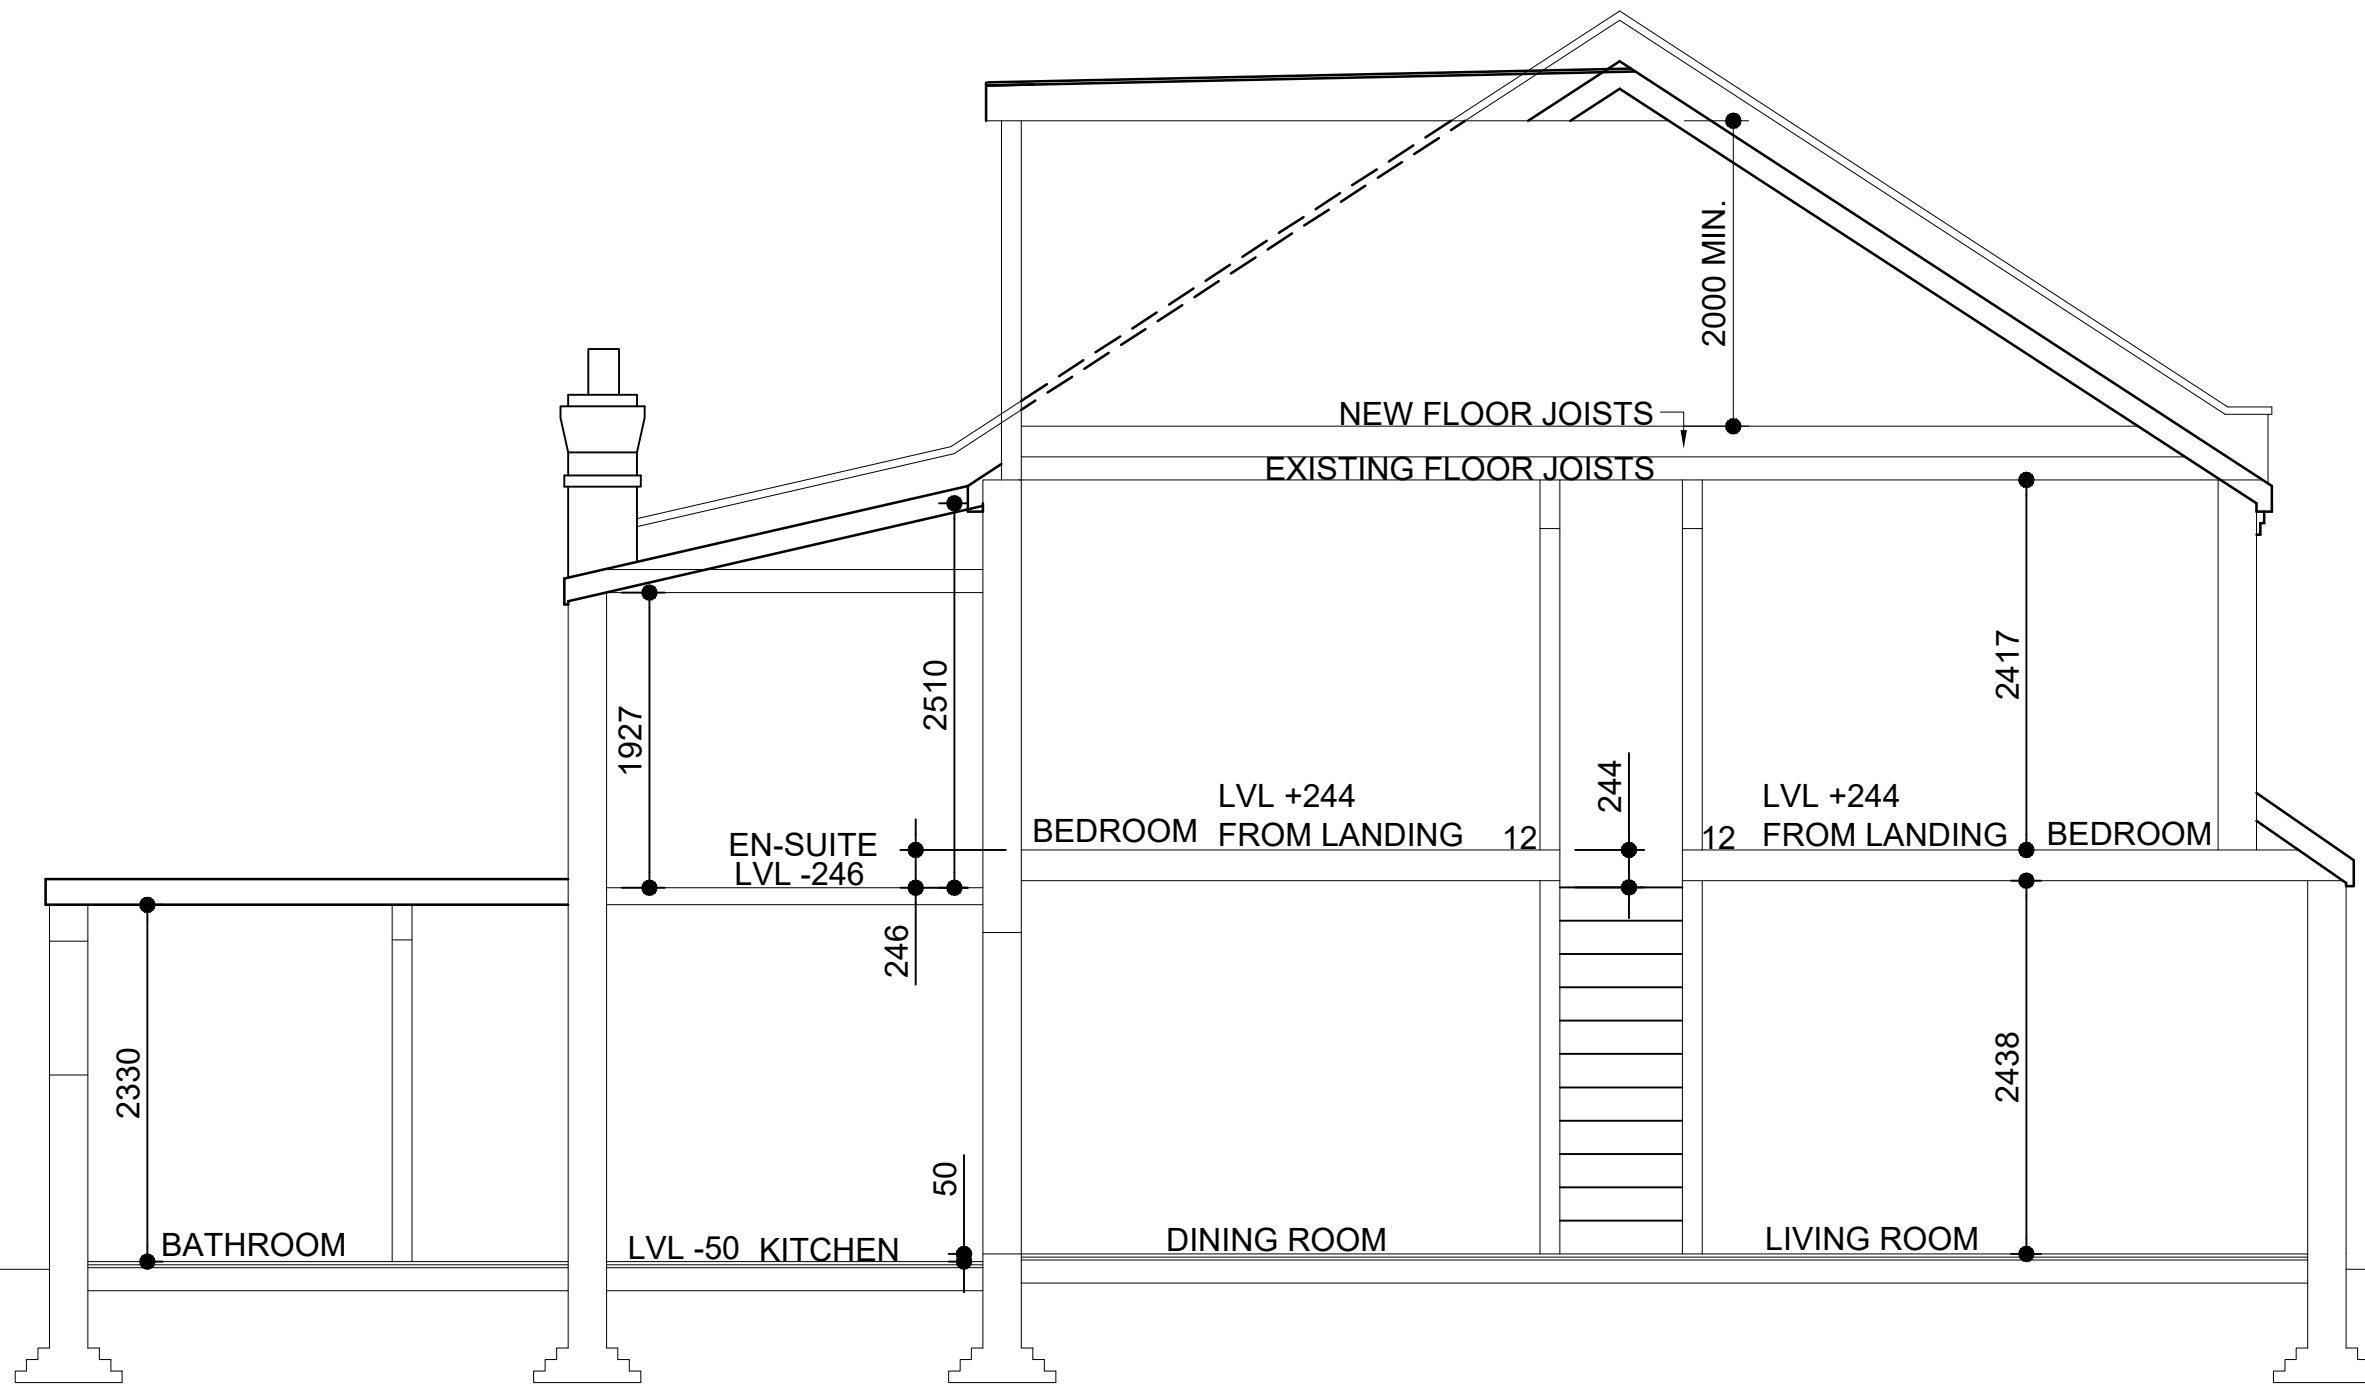 2000 MIN.
NEW FLOOR JOISTS
EXISTING FLOOR JOISTS
1927
2510
2417
244
LVL +244
FROM LANDING
LVL +244
FROM LANDING
BEDROOM
12
12
BEDROOM
EN-SUITE
LVL -246
246
2330
2438
50
BATHROOM
LVL -50
KITCHEN
DINING ROOM
LIVING ROOM